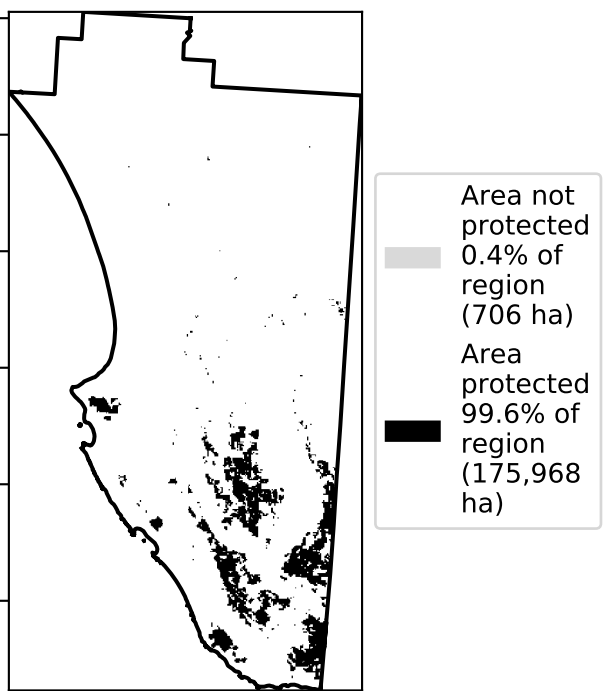 Area not
protected
0.4% of
region
(706 ha)
Area
protected
99.6% of
region
(175,968
ha)